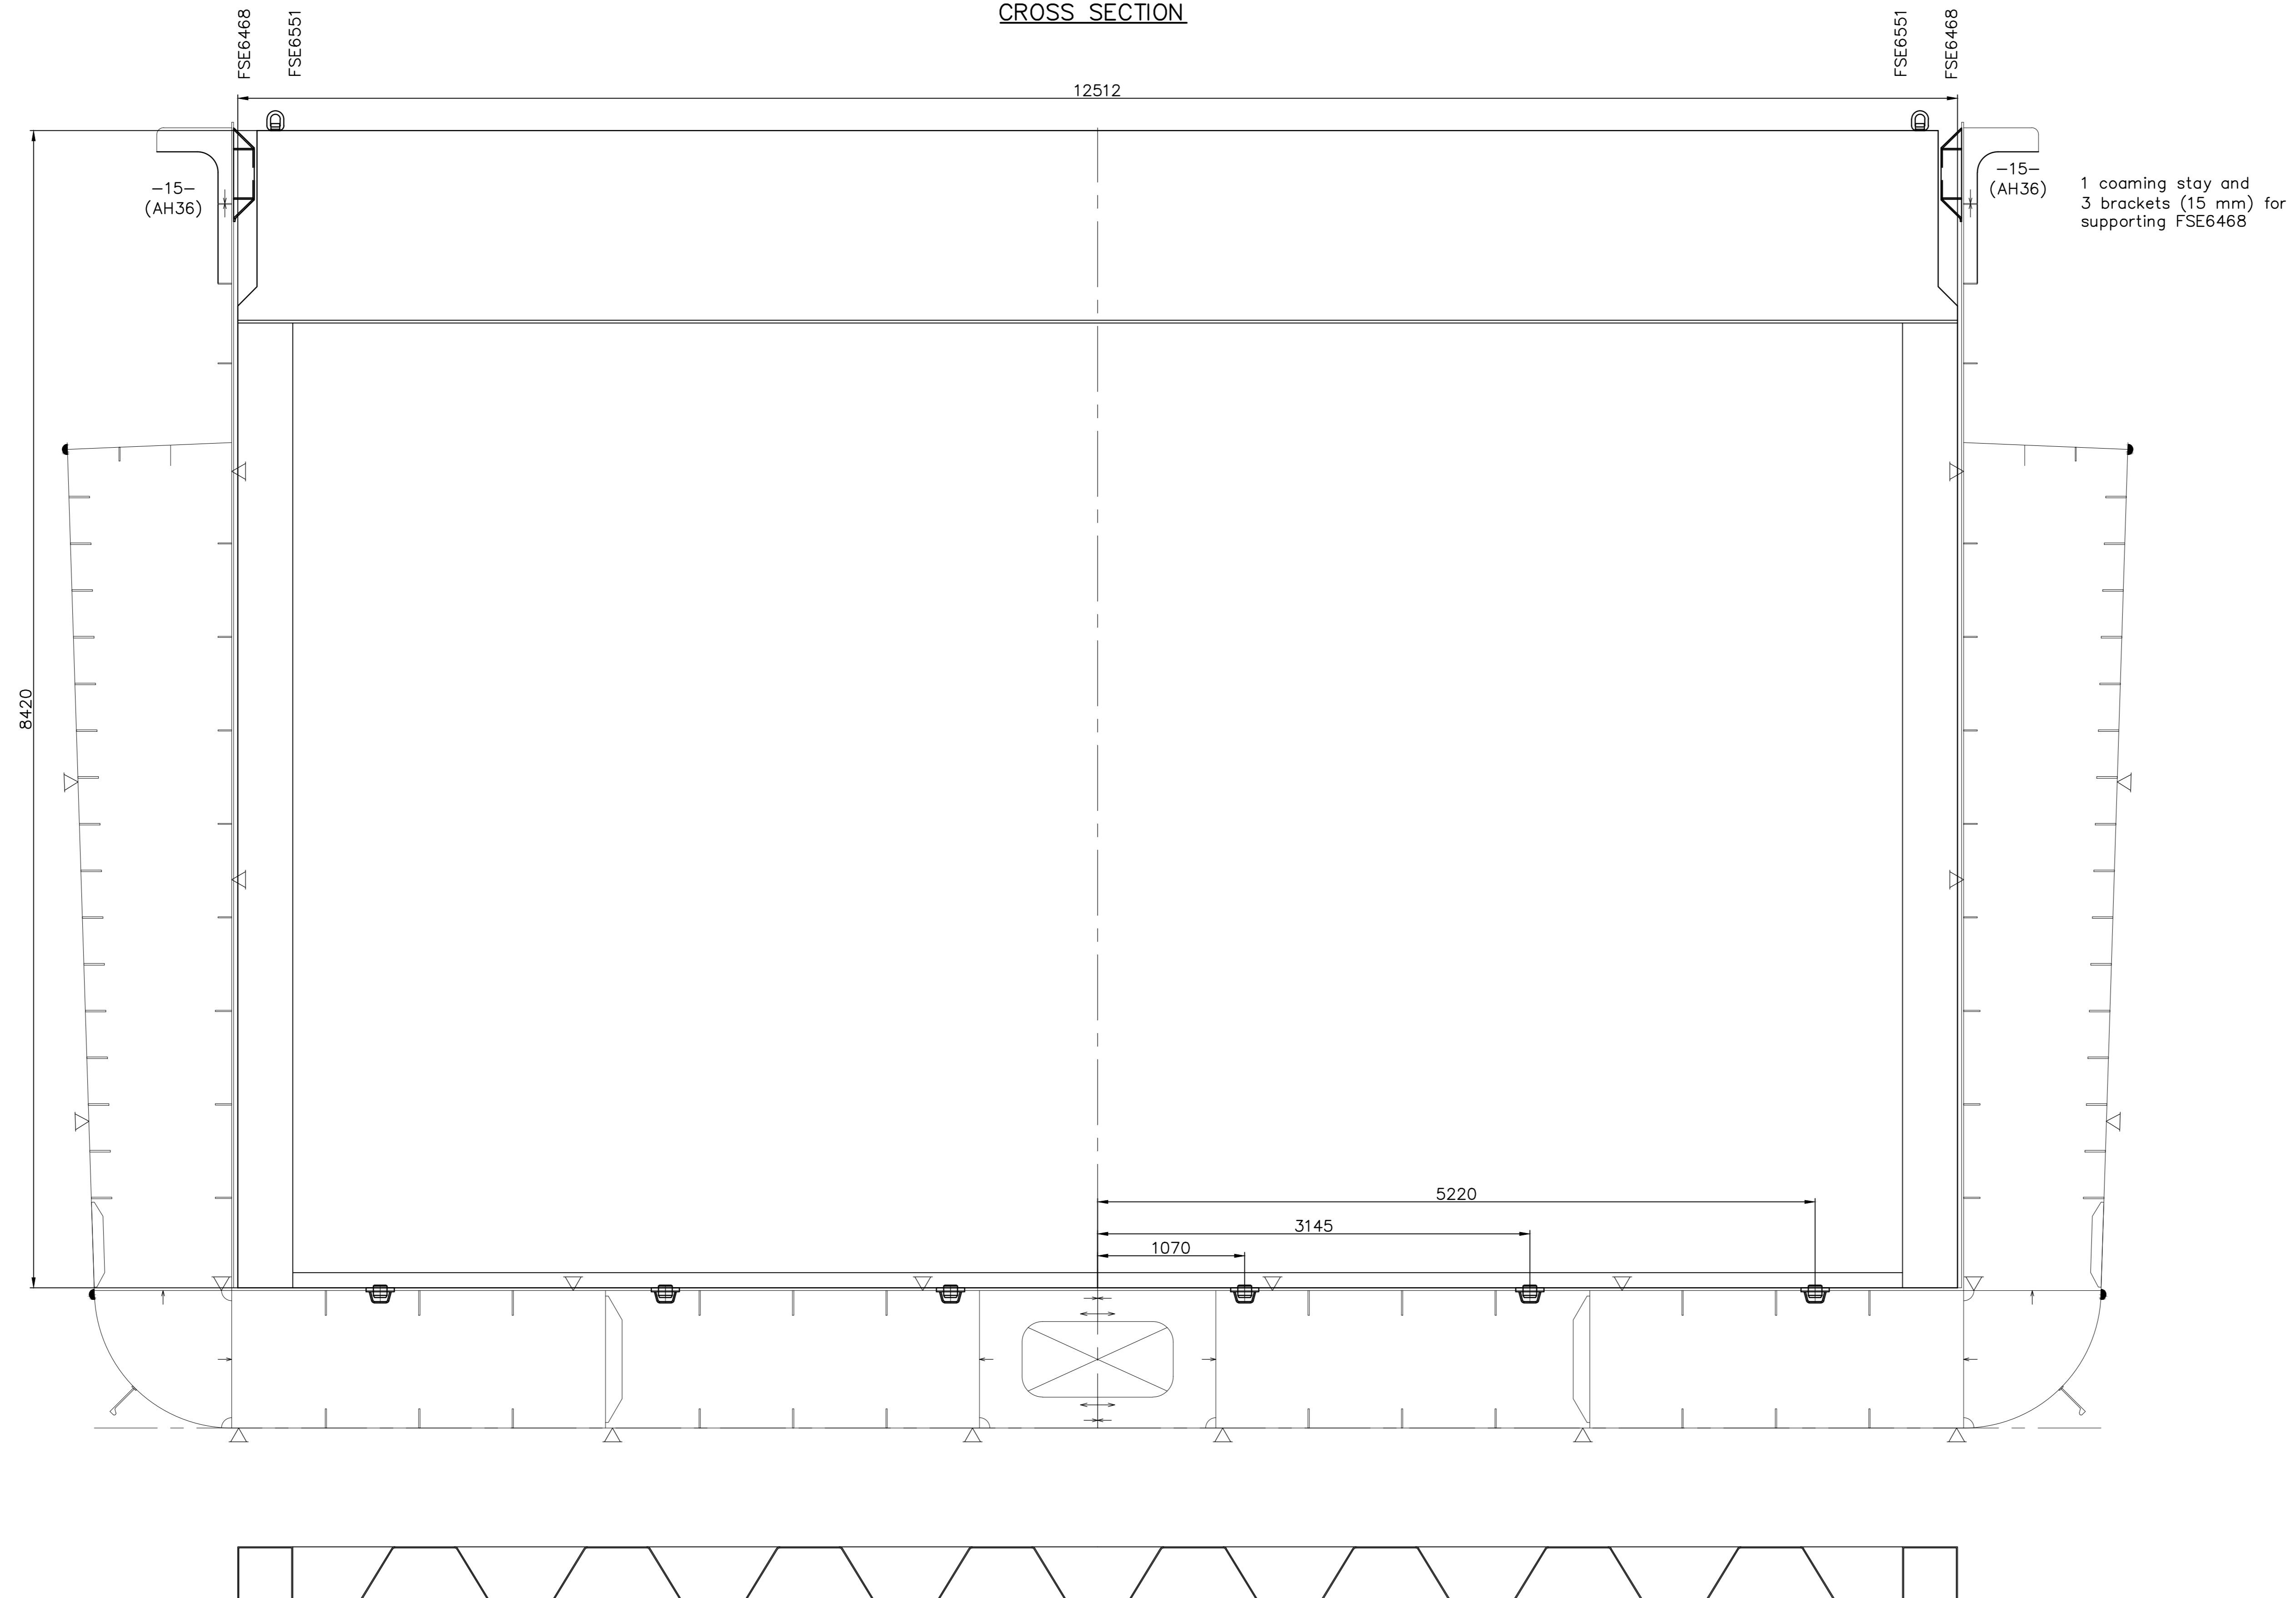 CROSS SECTION
FSE6468
FSE6551
FSE6551
FSE6468
12512
-15-
(AH36)
-15-
(AH36)
1 coaming stay and
3 brackets (15 mm) for
supporting FSE6468
8420
5220
3145
1070